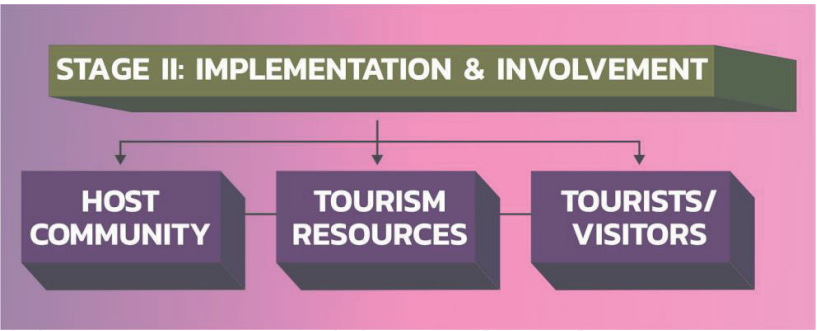 STAGE II: IMPLEMENTATION & INVOLVEMENT
HOST
COMMUNITY
TOURISM
RESOURCES
TOURISTS/
VISITORS